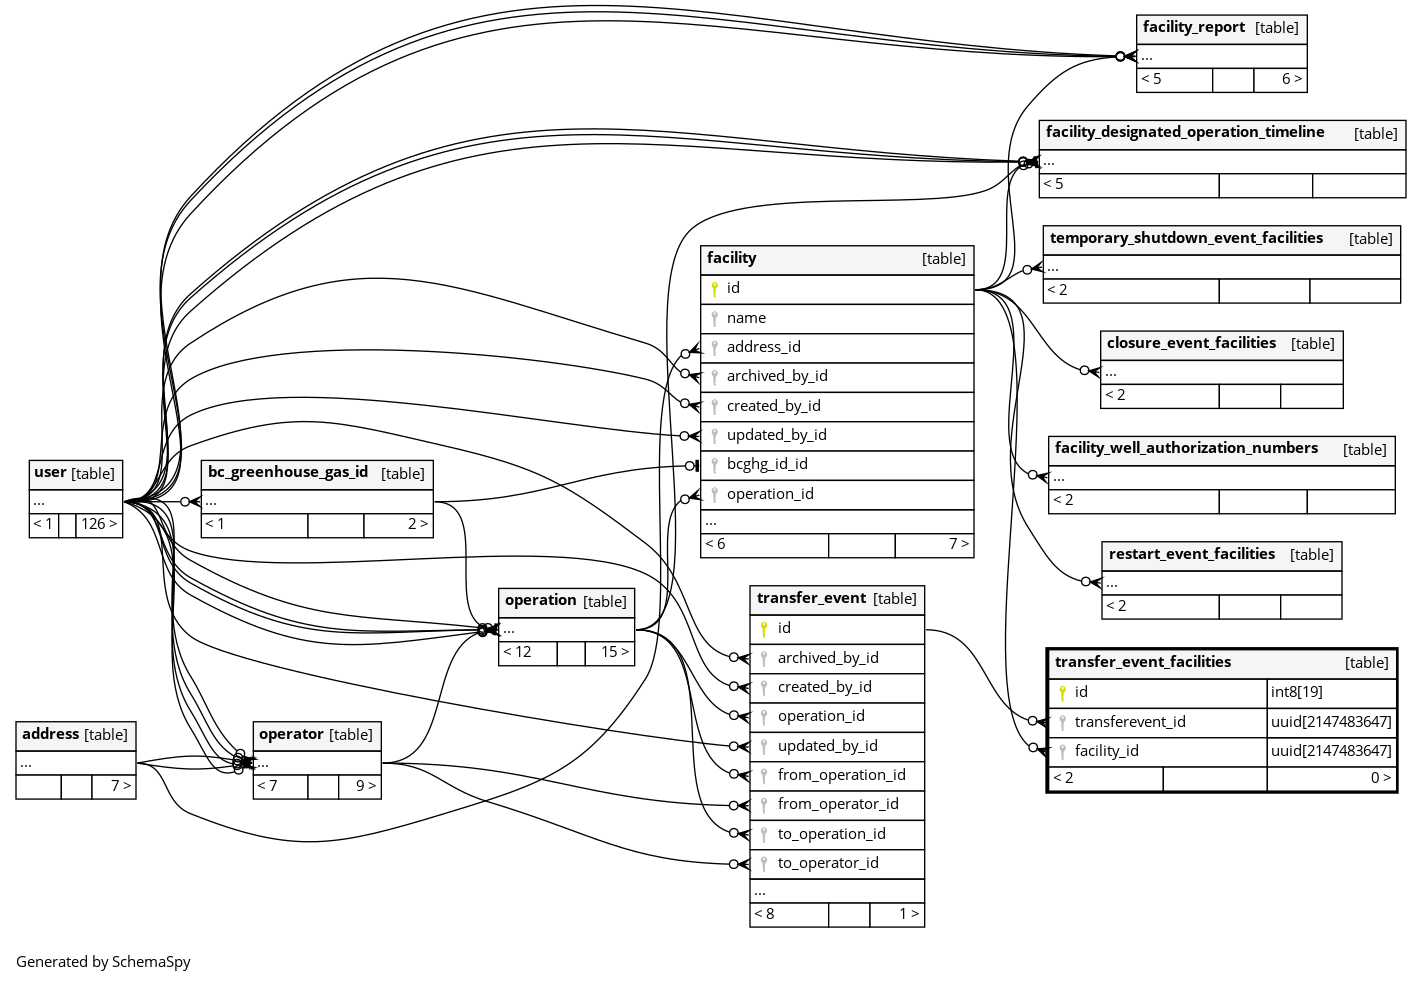 facility_report [table]
...
< 5 6 >
facility_designated_operation_timeline [table]
...
< 5
temporary_shutdown_event_facilities [table]
...
< 2
facility [table]
id
name
address_id
archived_by_id
created_by_id
updated_by_id
bcghg_id_id
operation_id
...
< 6 7 >
closure_event_facilities [table]
...
< 2
facility_well_authorization_numbers [table]
...
< 2
user [table]
...
< 1 126 >
bc_greenhouse_gas_id [table]
...
< 1 2 >
restart_event_facilities [table]
...
< 2
operation [table]
...
< 12 15 >
transfer_event [table]
id
archived_by_id
created_by_id
operation_id
updated_by_id
from_operation_id
from_operator_id
to_operation_id
to_operator_id
...
< 8 1 >
transfer_event_facilities [table]
id int8[19]
transferevent_id uuid[2147483647]
facility_id uuid[2147483647]
< 2 0 >
address [table]
...
7 >
operator [table]
...
< 7 9 >
Generated by SchemaSpy